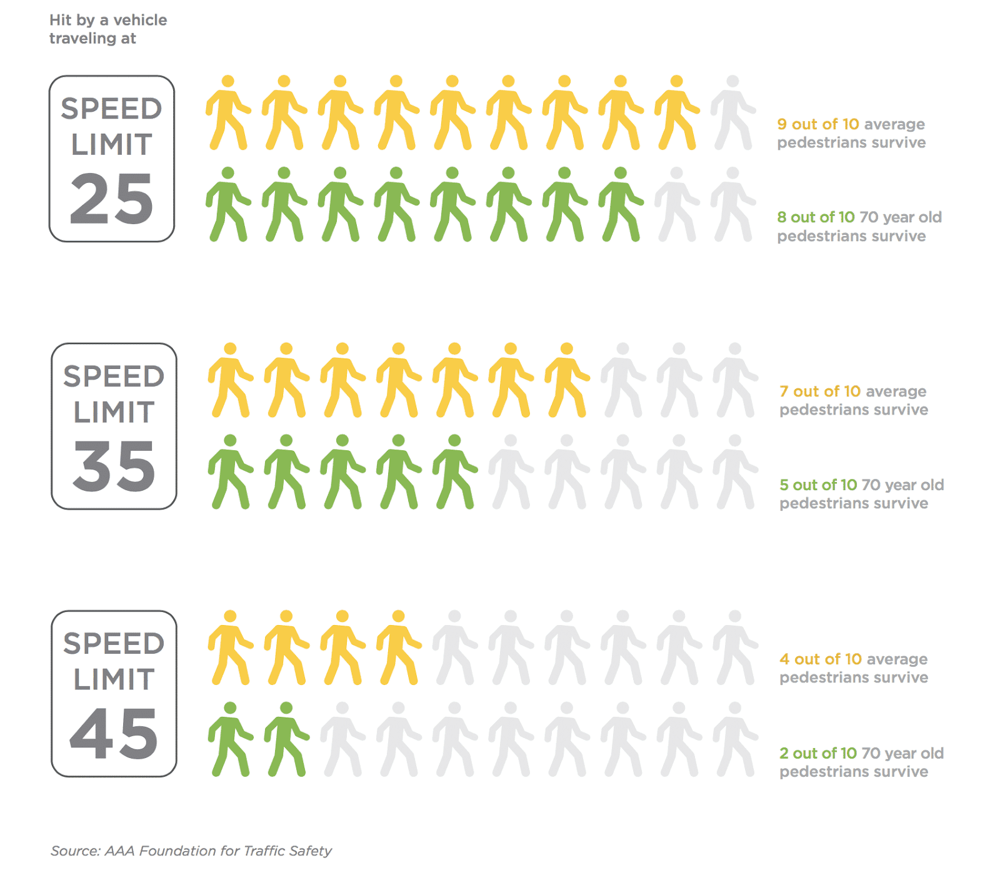 Hit by a vehicle
traveling at
SPEED
LIMIT
25
9 out of 10 average
pedestrians survive
8 out of 10 70 year old
pedestrians survive
SPEED
LIMIT
35
7 out of 10 average
pedestrians survive
5 out of 10 70 year old
pedestrians survive
SPEED
LIMIT
45
4 out of 10 average
pedestrians survive
2 out of 10 70 year old
pedestrians survive
Source: AAA Foundation for Traffic Safety